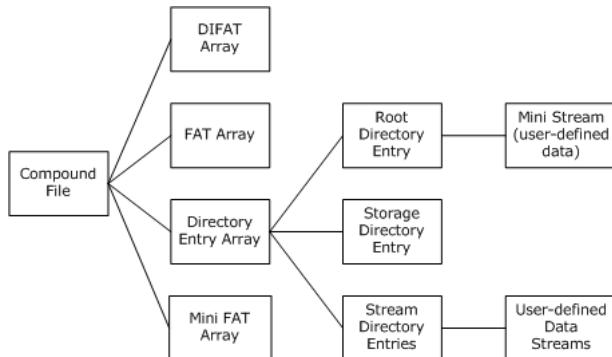 DIFAT
Array
FAT Array
Root
Directory
Entry
Mini Stream
(user-defined
data)
Compound
File
Directory
Entry Array
Storage
Directory
Entry
Mini FAT
Array
Stream
Directory
Entries
User-defined
Data
Streams